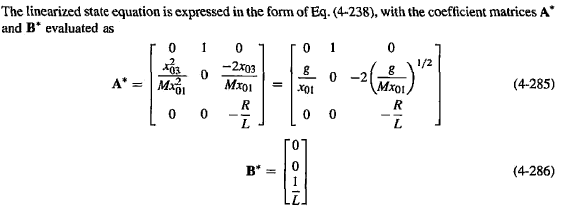 The linearized state equation is expressed in the form of Eq. (4-238), with the coefficient matrices A*
and B* evaluated as
A* = [ 0 1 0 ; x²03/(Mx²01) 0 −2x03/(Mx01) ; 0 0 −R/L ] = [ 0 1 0 ; g/x01 0 −2(g/(Mx01))^1/2 ; 0 0 −R/L ] (4-285)
B* = [ 0 ; 0 ; 1/L ] (4-286)